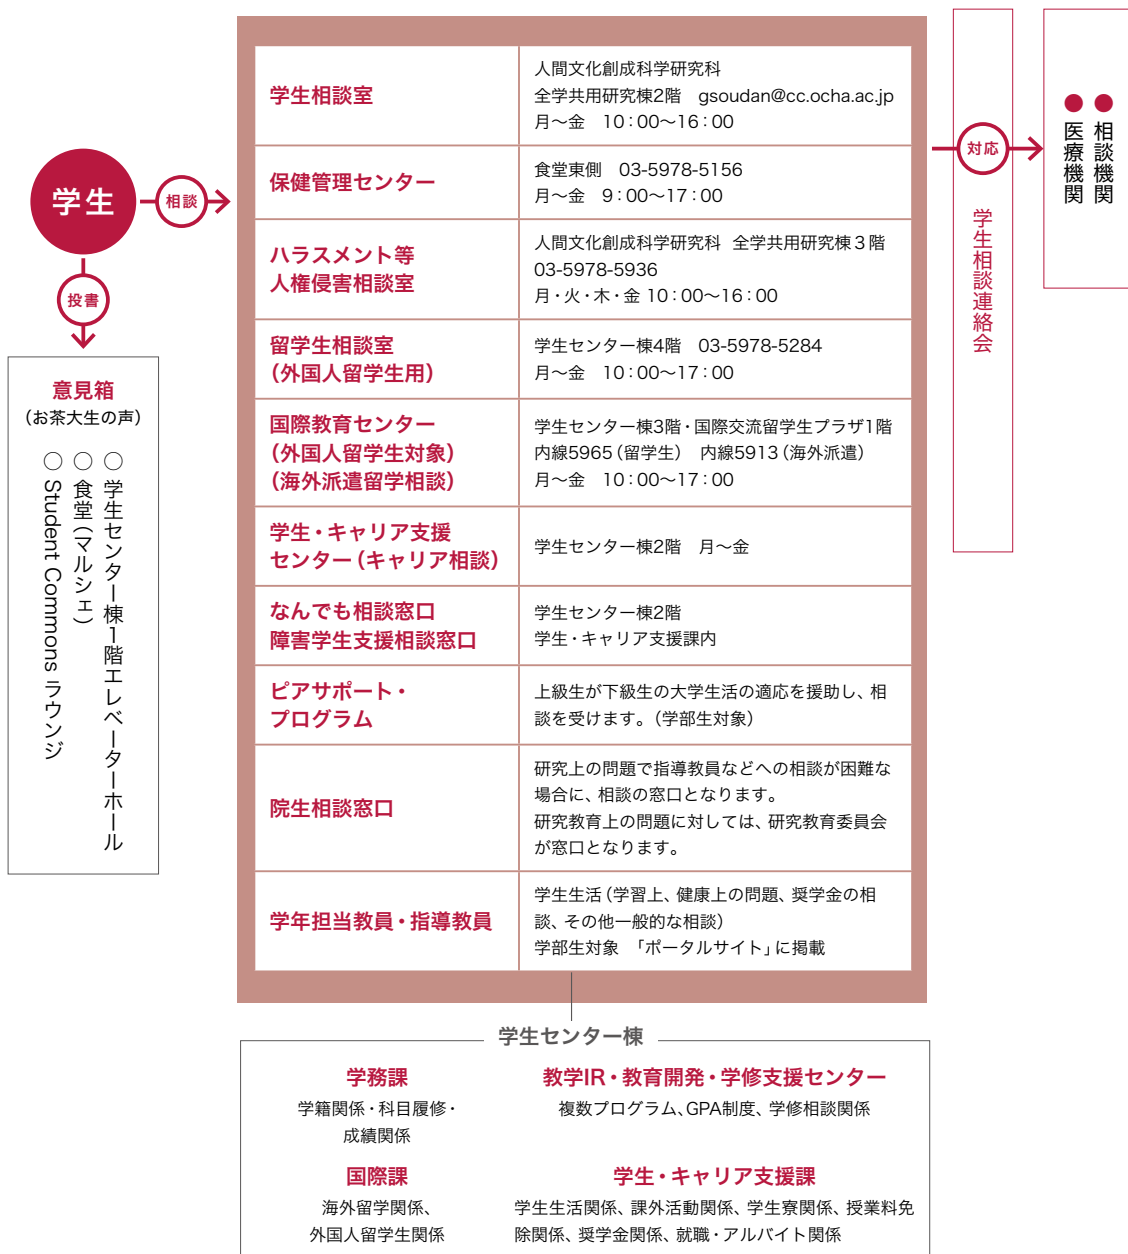 学生
相談
投書
意見箱
(お茶大生の声)
○ 学生センター棟1階エレベーターホール
○ 食堂(マルシェ)
○ Student Commons ラウンジ
学生相談室
人間文化創成科学研究科
全学共用研究棟2階 gsoudan@cc.ocha.ac.jp
月〜金 10:00〜16:00
保健管理センター
食堂東側 03-5978-5156
月〜金 9:00〜17:00
ハラスメント等
人権侵害相談室
人間文化創成科学研究科 全学共用研究棟3階
03-5978-5936
月・火・木・金 10:00〜16:00
留学生相談室
(外国人留学生用)
学生センター棟4階 03-5978-5284
月〜金 10:00〜17:00
国際教育センター
(外国人留学生対象)
(海外派遣留学相談)
学生センター棟3階・国際交流留学生プラザ1階
内線5965(留学生) 内線5913(海外派遣)
月〜金 10:00〜17:00
学生・キャリア支援
センター(キャリア相談)
学生センター棟2階 月〜金
なんでも相談窓口
障害学生支援相談窓口
学生センター棟2階
学生・キャリア支援課内
ピアサポート・
プログラム
上級生が下級生の大学生活の適応を援助し、相
談を受けます。(学部生対象)
院生相談窓口
研究上の問題で指導教員などへの相談が困難な
場合に、相談の窓口となります。
研究教育上の問題に対しては、研究教育委員会
が窓口となります。
学年担当教員・指導教員
学生生活(学習上、健康上の問題、奨学金の相
談、その他一般的な相談)
学部生対象 「ポータルサイト」に掲載
対応
学生相談連絡会
● 相談機関
● 医療機関
学生センター棟
学務課
学籍関係・科目履修・
成績関係
教学IR・教育開発・学修支援センター
複数プログラム、GPA制度、学修相談関係
国際課
海外留学関係、
外国人留学生関係
学生・キャリア支援課
学生生活関係、課外活動関係、学生寮関係、授業料免
除関係、奨学金関係、就職・アルバイト関係